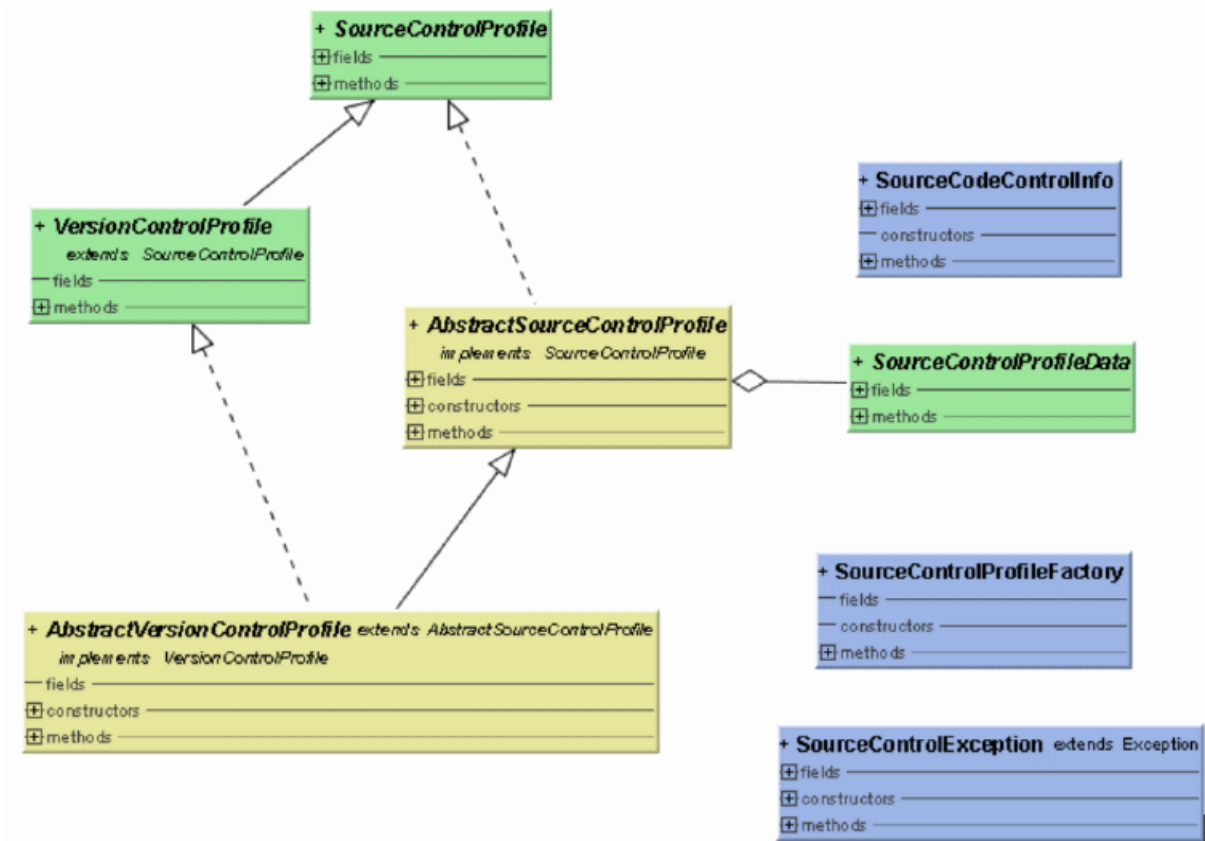 + SourceControlProfile
fields
methods
+ VersionControlProfile
extends SourceControlProfile
fields
methods
+ SourceCodeControlInfo
fields
constructors
methods
+ AbstractSourceControlProfile
implements SourceControlProfile
fields
constructors
methods
+ SourceControlProfileData
fields
methods
+ SourceControlProfileFactory
fields
constructors
methods
+ AbstractVersionControlProfile extends AbstractSourceControlProfile
implements VersionControlProfile
fields
constructors
methods
+ SourceControlException extends Exception
fields
constructors
methods